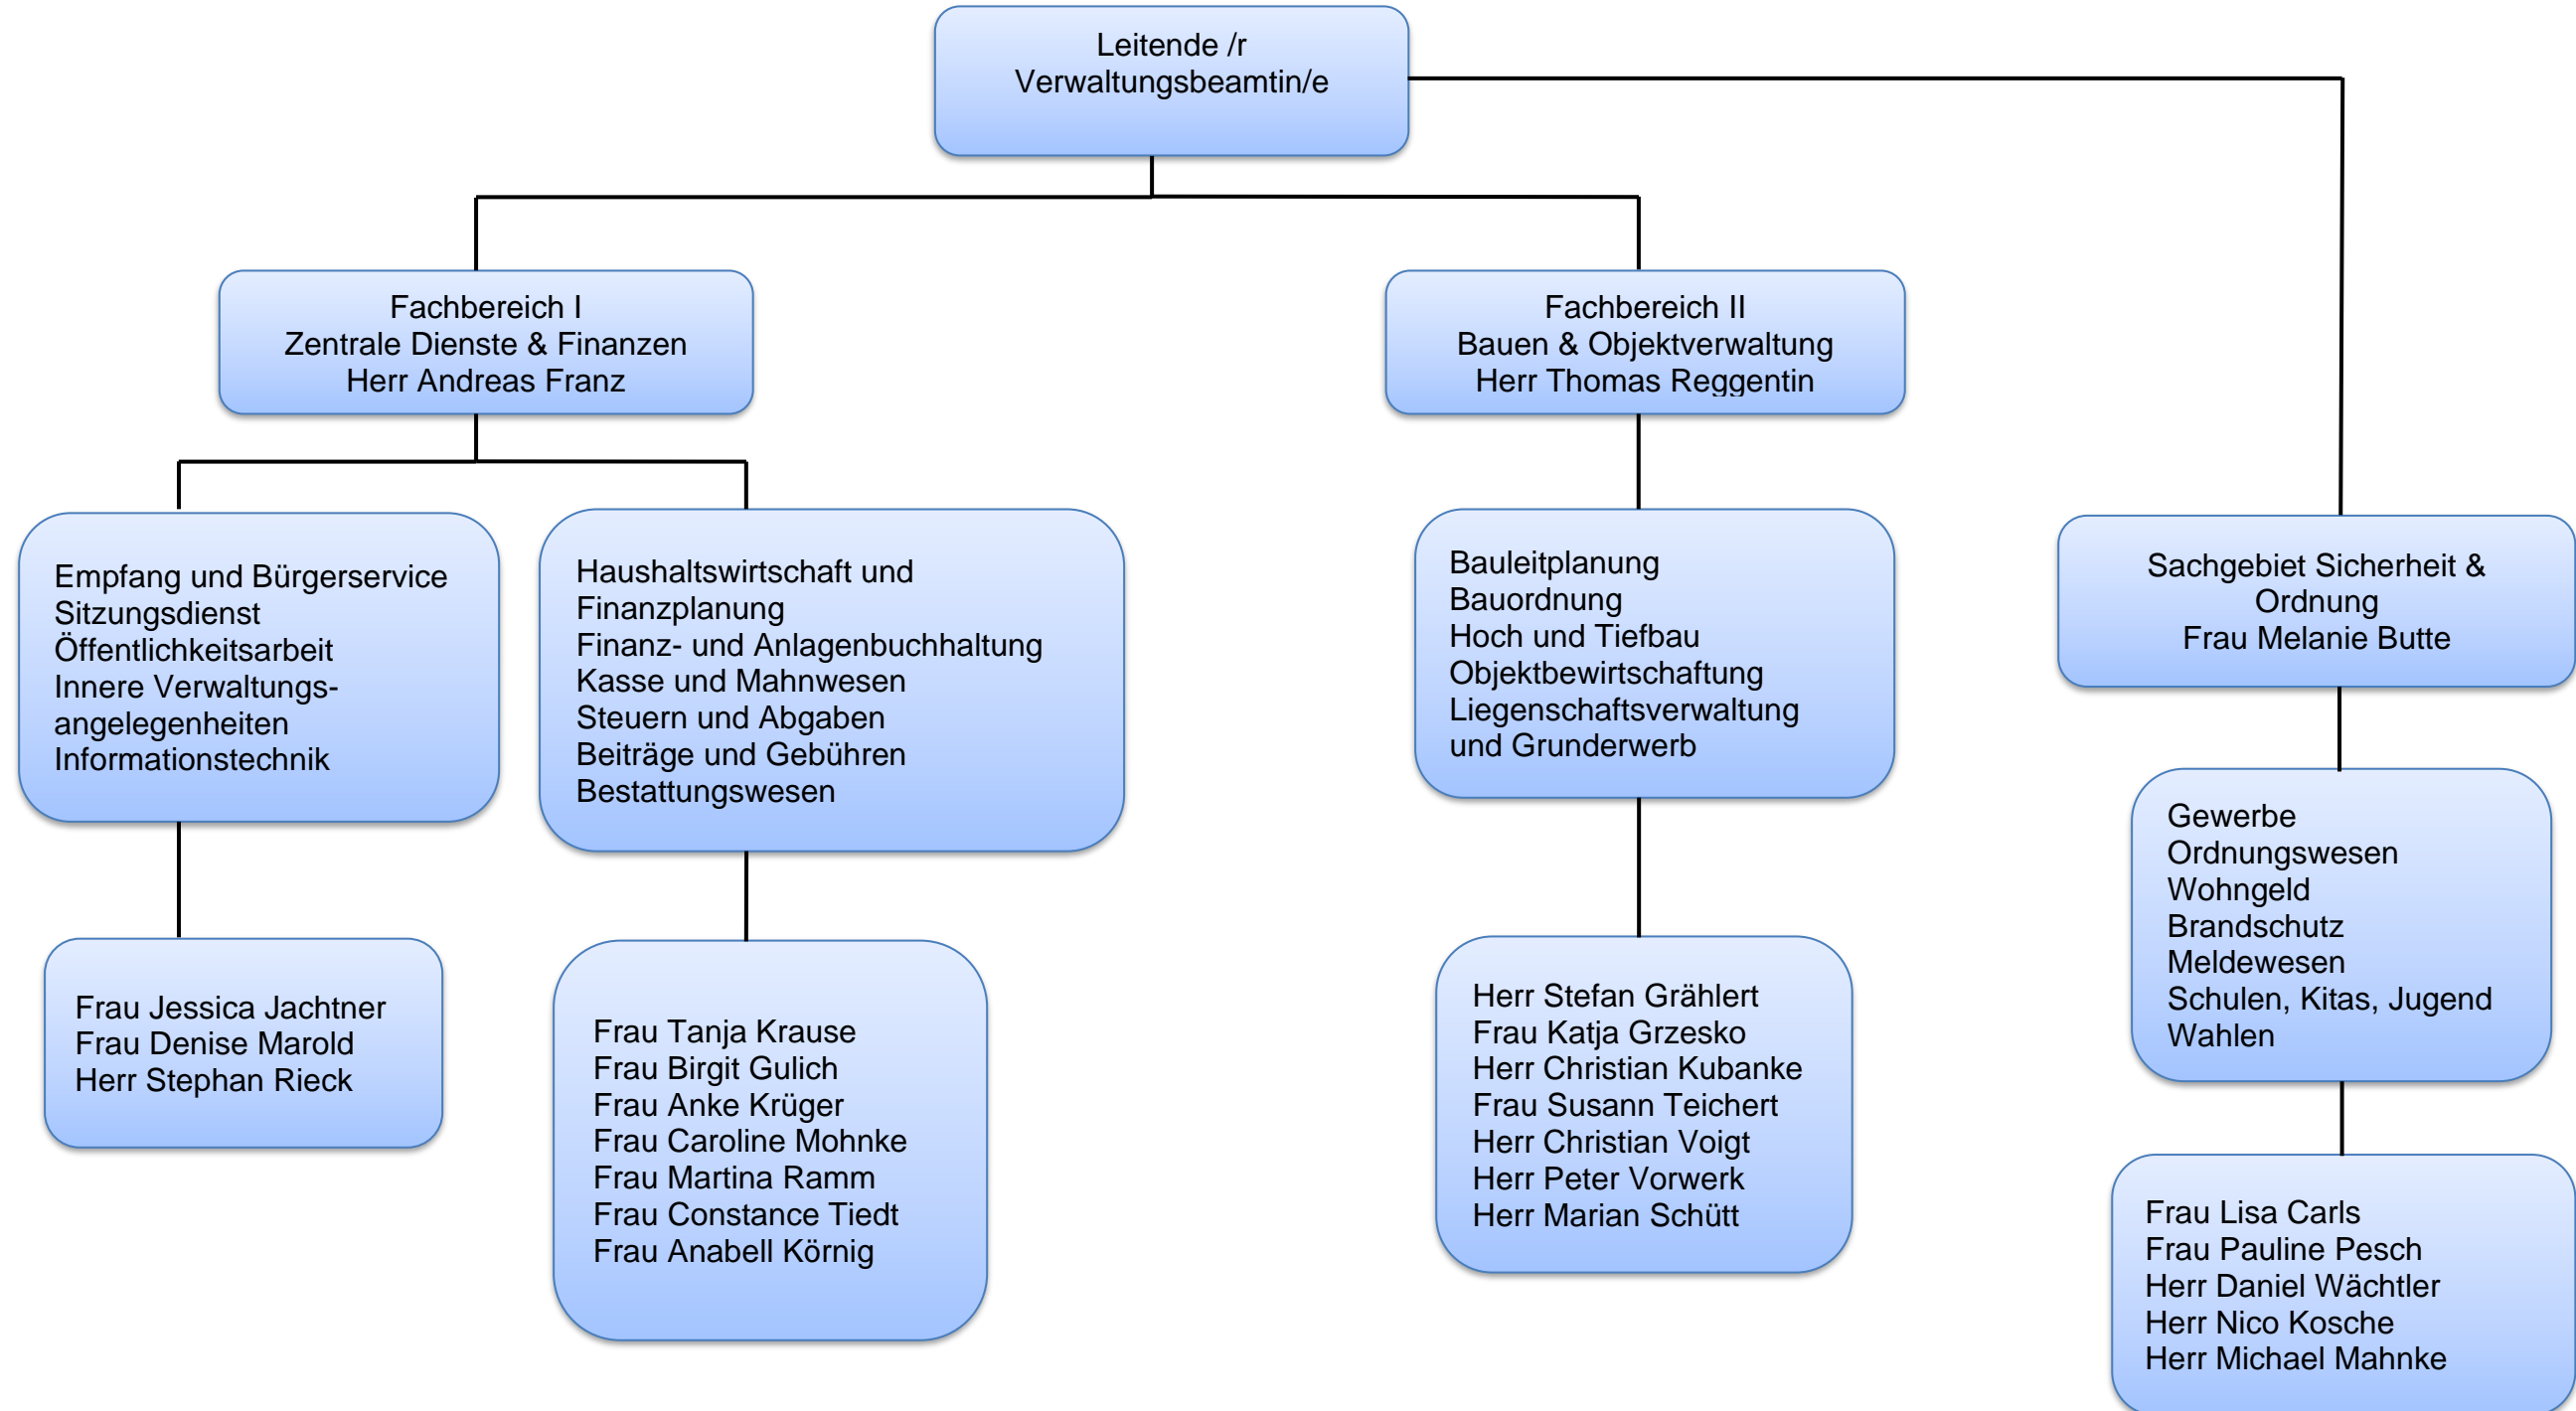 Leitende /r
Verwaltungsbeamtin/e
Fachbereich I
Zentrale Dienste & Finanzen
Herr Andreas Franz
Fachbereich II
Bauen & Objektverwaltung
Herr Thomas Reggentin
Empfang und Bürgerservice
Sitzungsdienst
Öffentlichkeitsarbeit
Innere Verwaltungs-
angelegenheiten
Informationstechnik
Haushaltswirtschaft und
Finanzplanung
Finanz- und Anlagenbuchhaltung
Kasse und Mahnwesen
Steuern und Abgaben
Beiträge und Gebühren
Bestattungswesen
Bauleitplanung
Bauordnung
Hoch und Tiefbau
Objektbewirtschaftung
Liegenschaftsverwaltung
und Grunderwerb
Sachgebiet Sicherheit &
Ordnung
Frau Melanie Butte
Gewerbe
Ordnungswesen
Wohngeld
Brandschutz
Meldewesen
Schulen, Kitas, Jugend
Wahlen
Frau Jessica Jachtner
Frau Denise Marold
Herr Stephan Rieck
Frau Tanja Krause
Frau Birgit Gulich
Frau Anke Krüger
Frau Caroline Mohnke
Frau Martina Ramm
Frau Constance Tiedt
Frau Anabell Körnig
Herr Stefan Grählert
Frau Katja Grzesko
Herr Christian Kubanke
Frau Susann Teichert
Herr Christian Voigt
Herr Peter Vorwerk
Herr Marian Schütt
Frau Lisa Carls
Frau Pauline Pesch
Herr Daniel Wächtler
Herr Nico Kosche
Herr Michael Mahnke